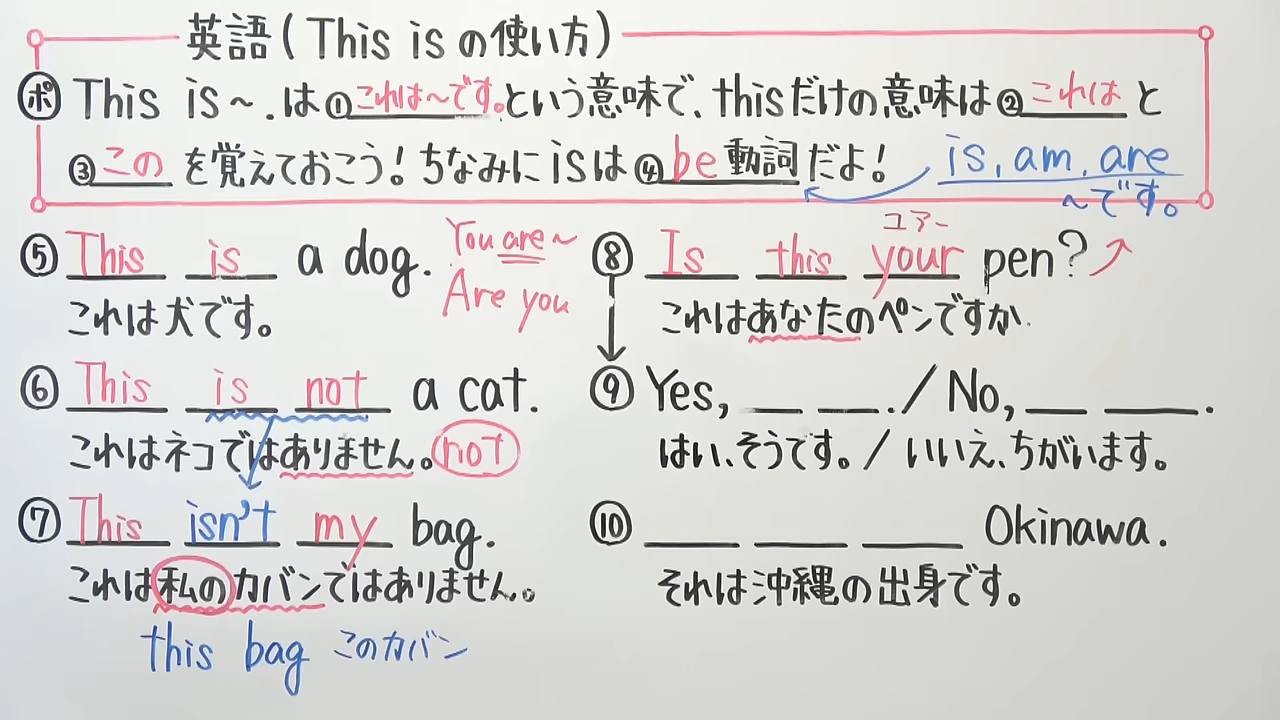 英語(This isの使い方)
ポ This is〜.は①これは〜です。という意味で、thisだけの意味は②これはと
③このを覚えておこう!ちなみにisは④be動詞だよ! is, am, are
〜です。
⑤ This is a dog.
これは犬です。
You are〜
Are you
⑥ This is not a cat.
これはネコではありません。not
⑦ This isn't my bag.
これは私のカバンではありません。
this bag このカバン
ユアー
⑧ Is this your pen?
これはあなたのペンですか
⑨ Yes, __ __. / No, __ __.
はい、そうです。/ いいえ、ちがいます。
⑩ __ __ __ Okinawa.
それは沖縄の出身です。